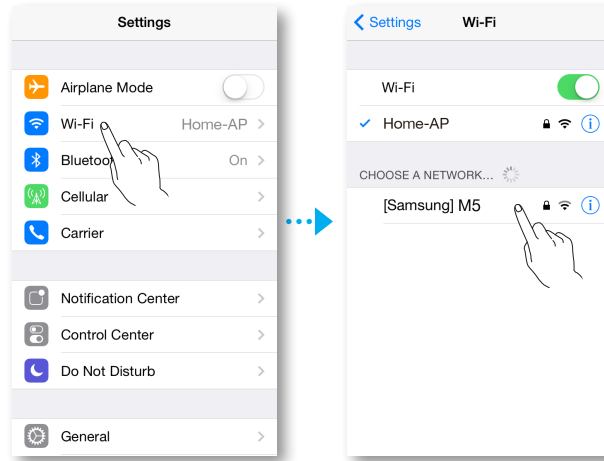 Settings
Airplane Mode
Wi-Fi Home-AP
On
Cellular
Carrier
Notification Center
Control Center
Do Not Disturb
General
Settings Wi-Fi
Wi-Fi
Home-AP
CHOOSE A NETWORK...
[Samsung] M5